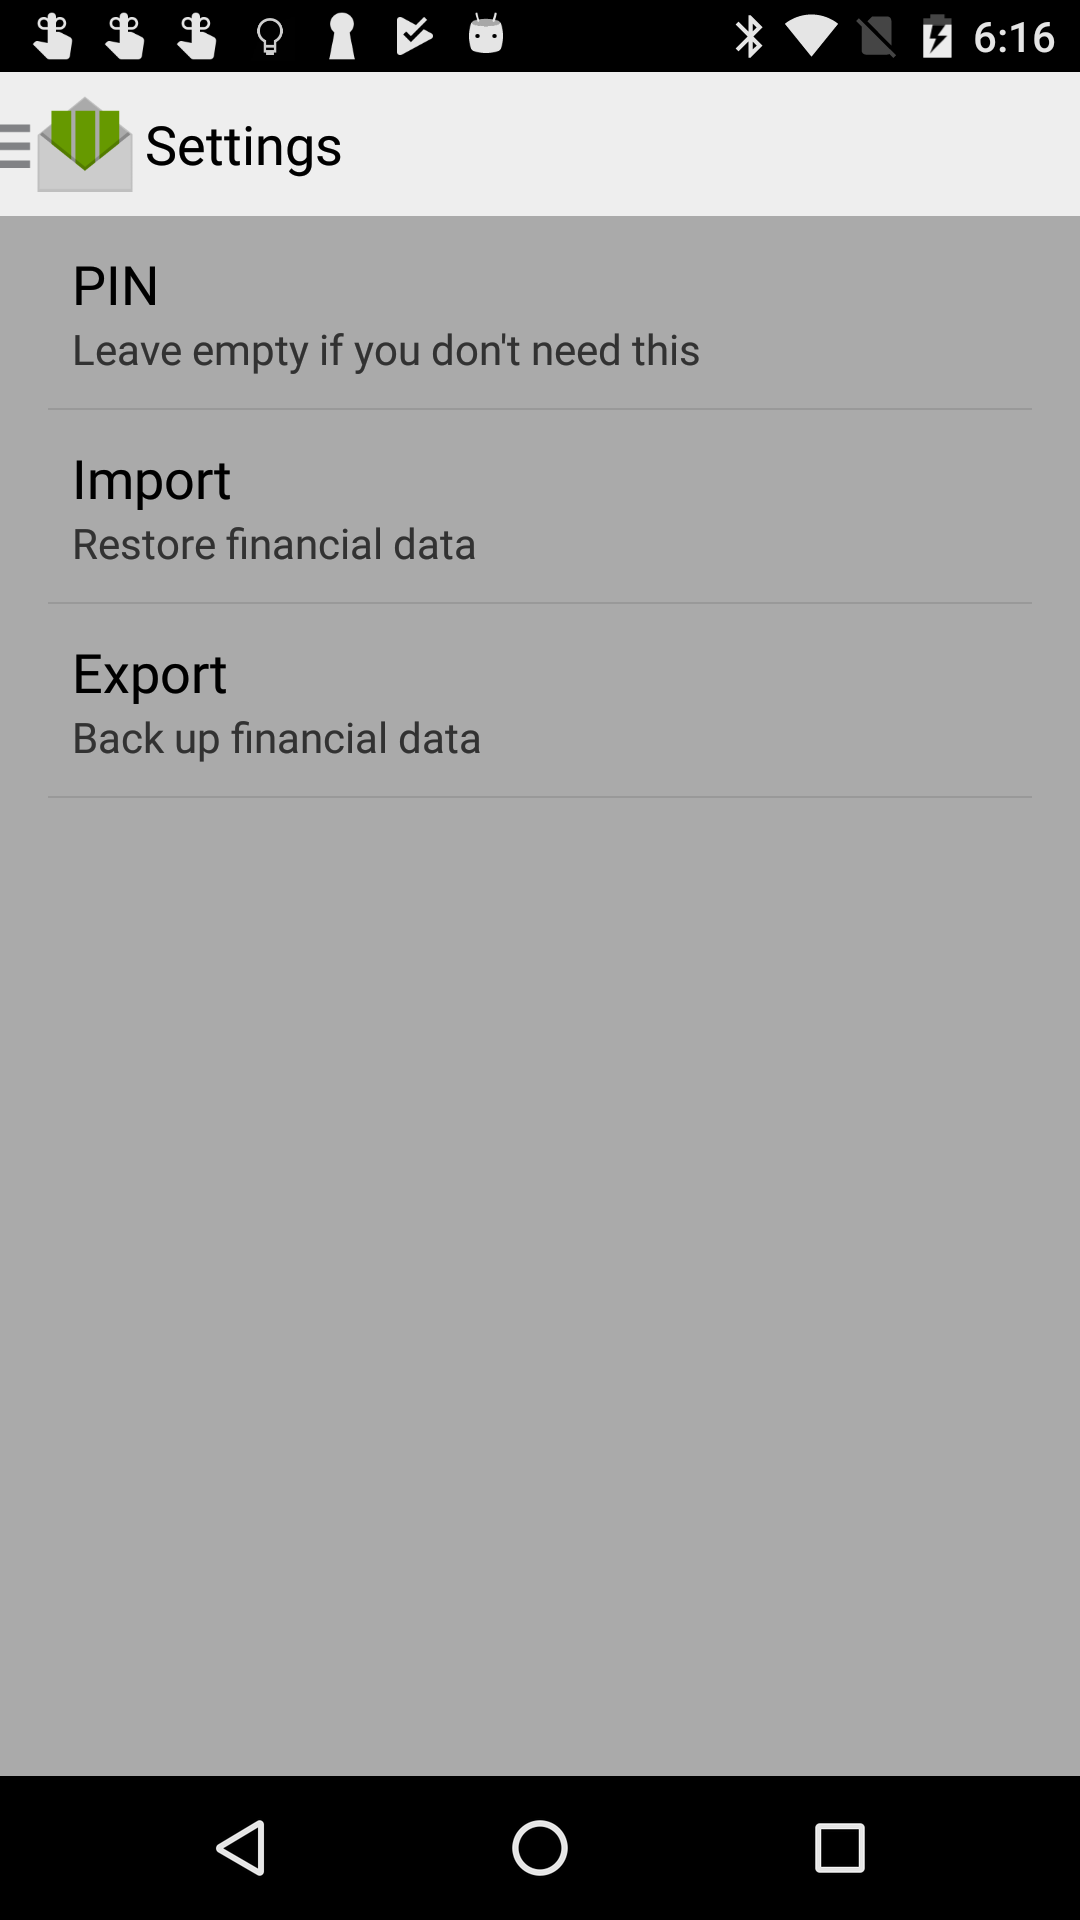 6:16
Settings
PIN
Leave empty if you don't need this
Import
Restore financial data
Export
Back up financial data